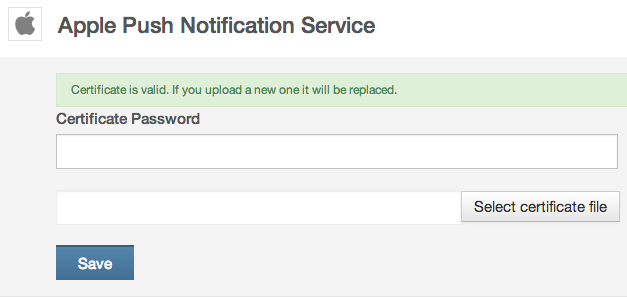 Apple Push Notification Service
Certificate is valid. If you upload a new one it will be replaced.
Certificate Password
Select certificate file
Save